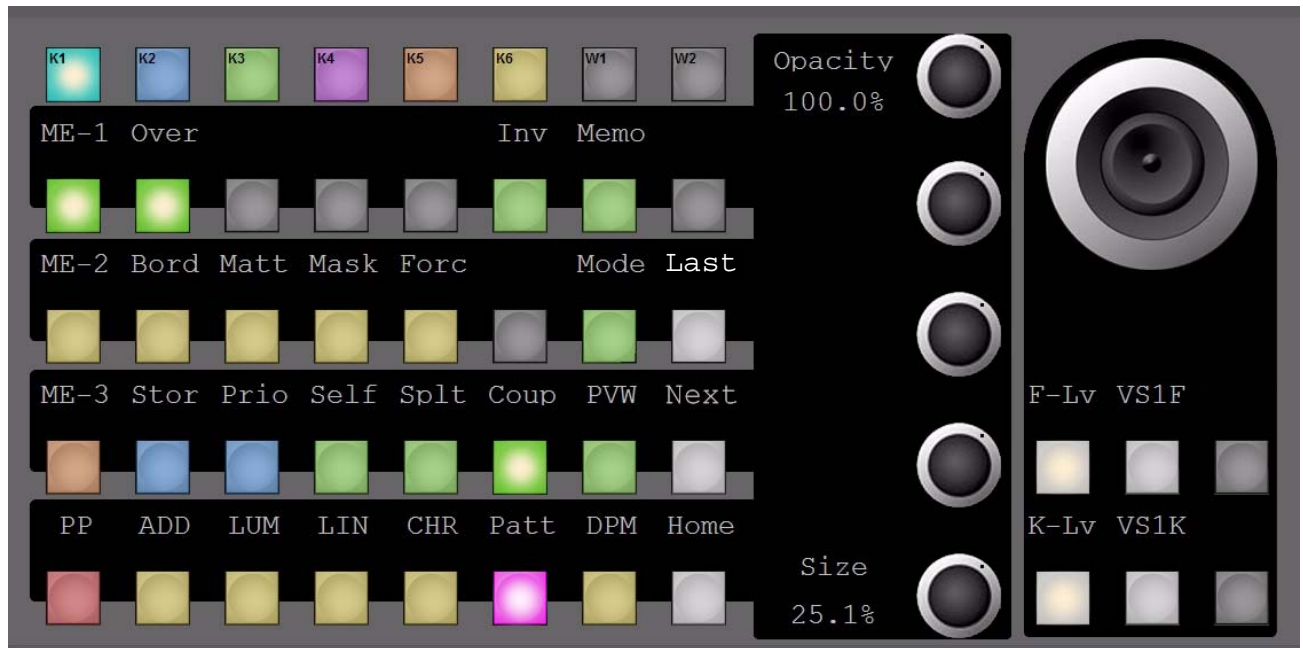 K1 K2 K3 K4 K5 K6 W1 W2
Opacity
100.0%
ME-1 Over Inv Memo
ME-2 Bord Matt Mask Forc Mode Last
ME-3 Stor Prio Self Splt Coup PVW Next
F-Lv VS1F
PP ADD LUM LIN CHR Patt DPM Home
K-Lv VS1K
Size
25.1%